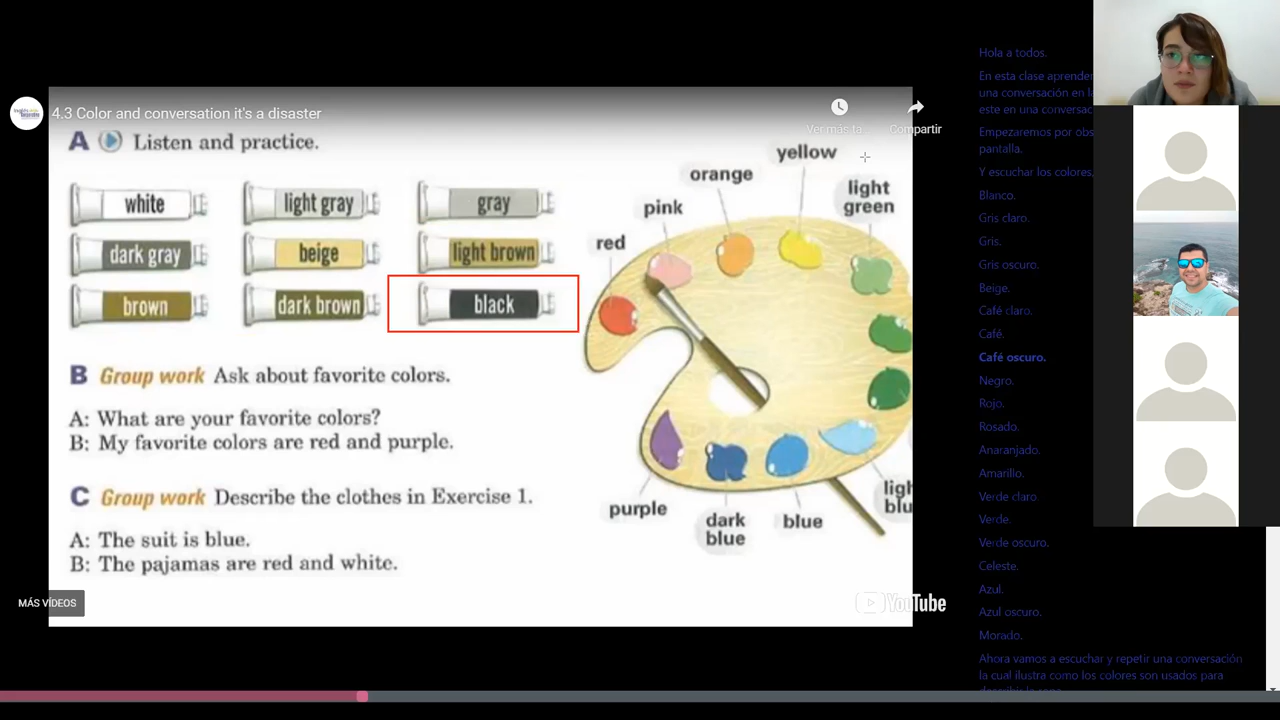 4.3 Color and conversation it's a disaster
Ver más ta...
Compartir
A Listen and practice.
white
light gray
gray
dark gray
beige
light brown
brown
dark brown
black
red
pink
orange
yellow
light
green
purple
dark
blue
blue
B Group work Ask about favorite colors.
A: What are your favorite colors?
B: My favorite colors are red and purple.
C Group work Describe the clothes in Exercise 1.
A: The suit is blue.
B: The pajamas are red and white.
MÁS VÍDEOS
YouTube
Hola a todos.
En esta clase aprender
una conversación en l
este en una conversac
Empezaremos por obs
pantalla.
Y escuchar los colores,
Blanco.
Gris claro.
Gris.
Gris oscuro.
Beige.
Café claro.
Café.
Café oscuro.
Negro.
Rojo.
Rosado.
Anaranjado.
Amarillo.
Verde claro
Verde.
Verde oscuro.
Celeste.
Azul.
Azul oscuro.
Morado.
Ahora vamos a escuchar y repetir una conversación
la cual ilustra como los colores son usados para